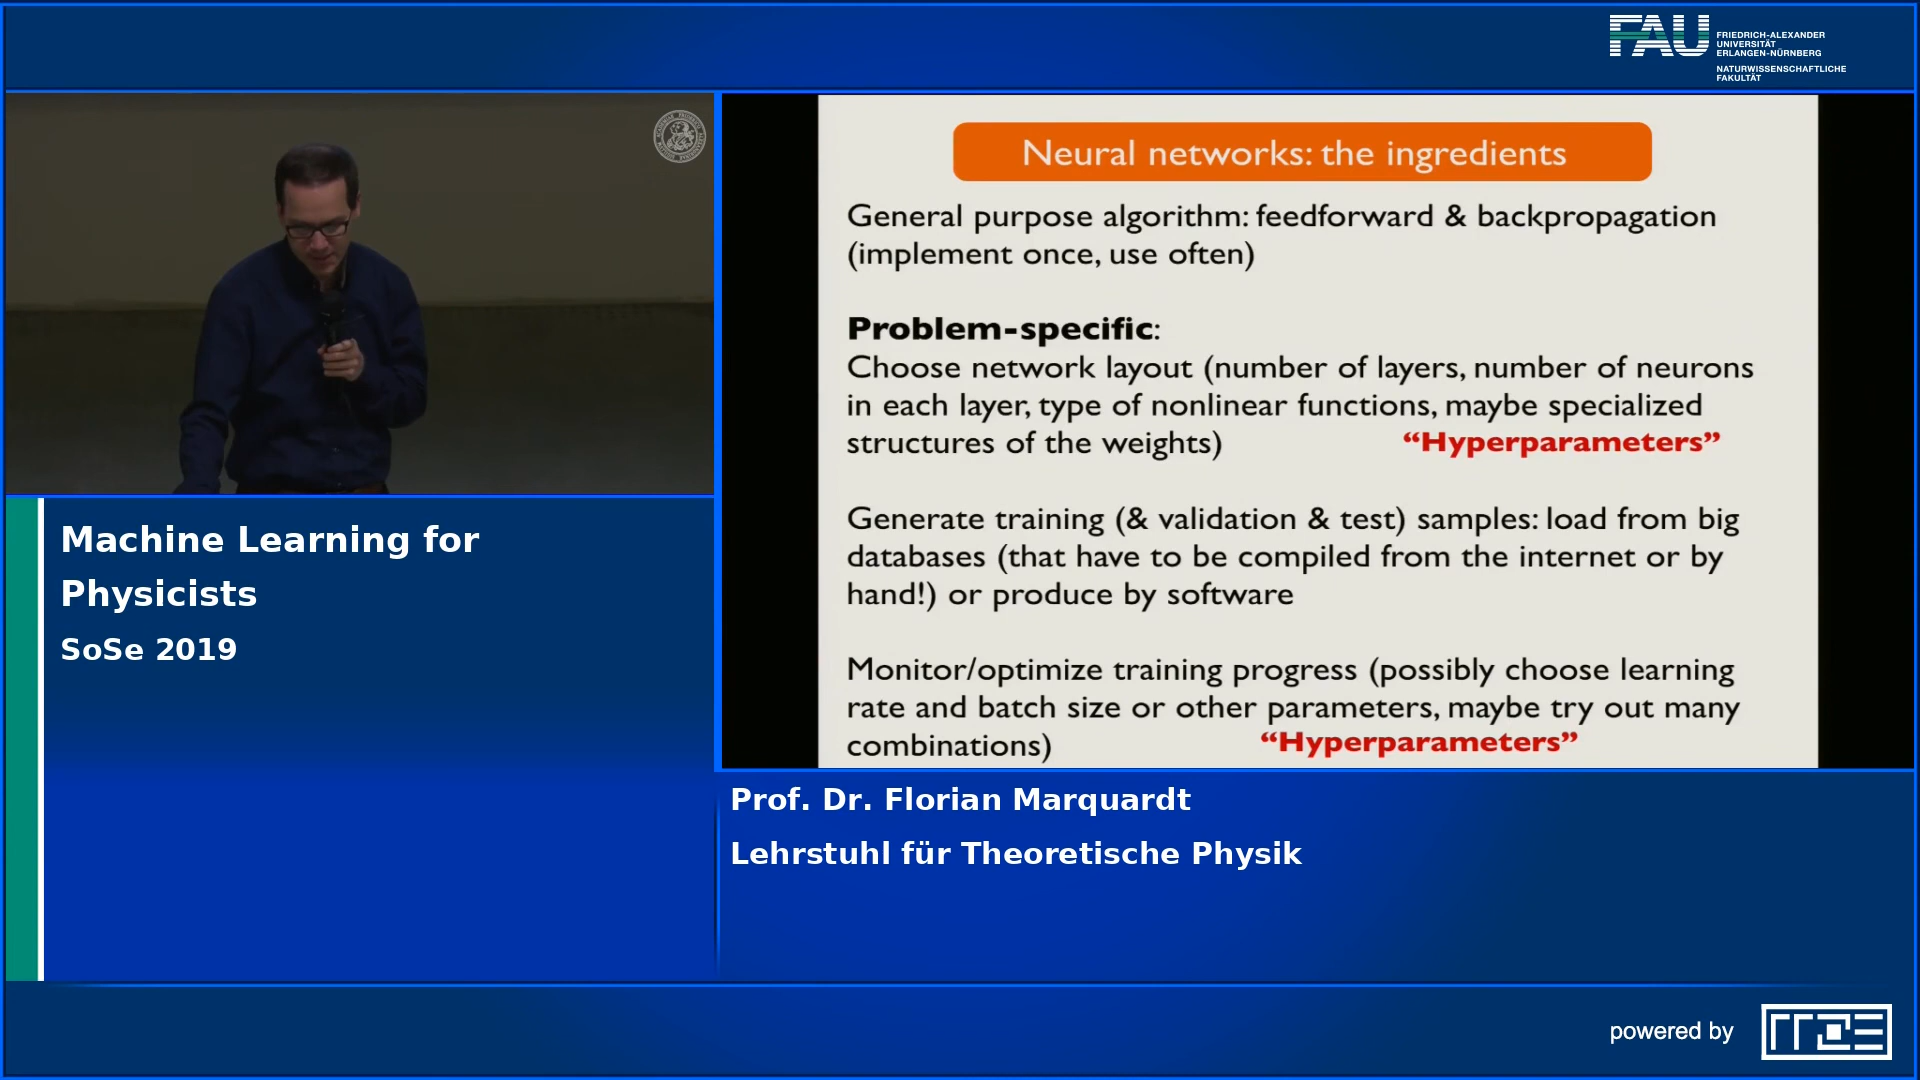 FAU
FRIEDRICH-ALEXANDER
UNIVERSITÄT
ERLANGEN-NÜRNBERG
NATURWISSENSCHAFTLICHE
FAKULTÄT
Neural networks: the ingredients
General purpose algorithm: feedforward & backpropagation
(implement once, use often)
Problem-specific:
Choose network layout (number of layers, number of neurons
in each layer, type of nonlinear functions, maybe specialized
structures of the weights) “Hyperparameters”
Generate training (& validation & test) samples: load from big
databases (that have to be compiled from the internet or by
hand!) or produce by software
Monitor/optimize training progress (possibly choose learning
rate and batch size or other parameters, maybe try out many
combinations) “Hyperparameters”
Machine Learning for
Physicists
SoSe 2019
Prof. Dr. Florian Marquardt
Lehrstuhl für Theoretische Physik
powered by